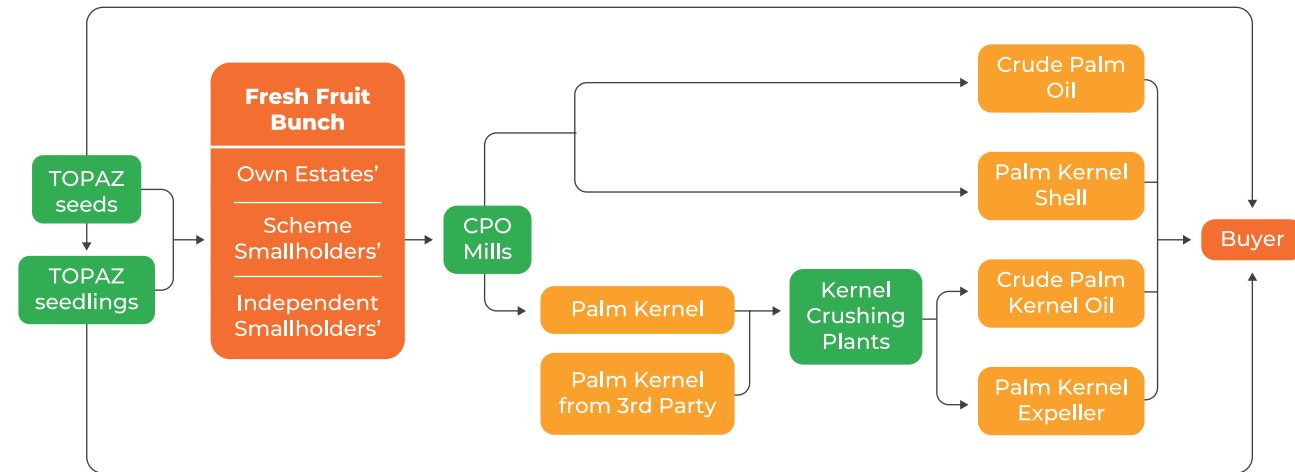 TOPAZ
seeds
TOPAZ
seedlings
Fresh Fruit
Bunch
Own Estates’
Scheme
Smallholders’
Independent
Smallholders’
CPO
Mills
Palm Kernel
Palm Kernel
from 3rd Party
Kernel
Crushing
Plants
Crude Palm
Oil
Palm Kernel
Shell
Crude Palm
Kernel Oil
Palm Kernel
Expeller
Buyer